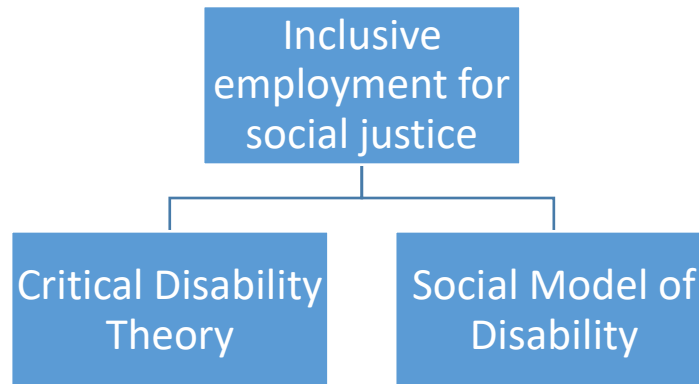 Inclusive
employment for
social justice
Critical Disability
Theory
Social Model of
Disability